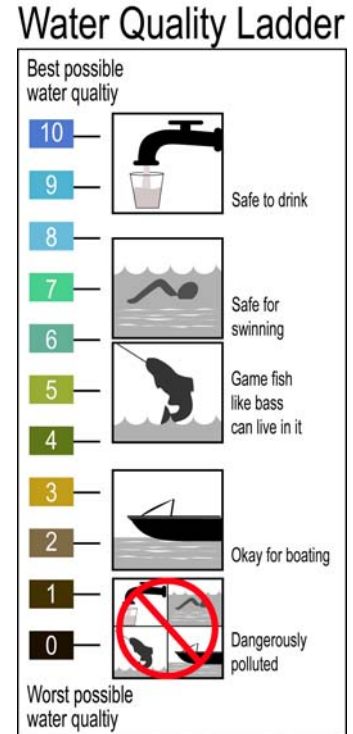 Water Quality Ladder
Best possible
water qualtiy
10
9
Safe to drink
8
7
Safe for
swinning
6
5
Game fish
like bass
can live in it
4
3
2
Okay for boating
1
0
Dangerously
polluted
Worst possible
water qualtiy